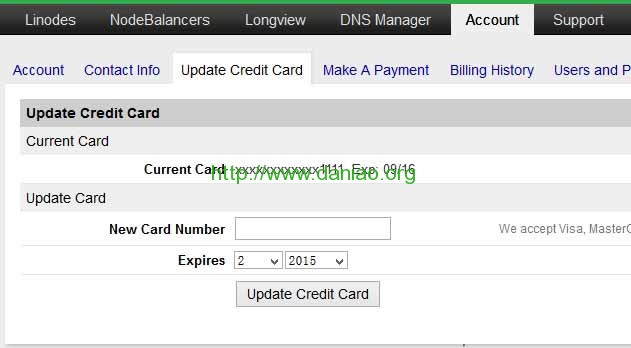 Linodes NodeBalancers Longview DNS Manager Account Support
Account Contact Info Update Credit Card Make A Payment Billing History Users and P
Update Credit Card
Current Card
Current Card xxxxxxxxxxxx1111 Exp: 09/16
http://www.danlao.org
Update Card
New Card Number We accept Visa, MasterC
Expires 2 2015
Update Credit Card